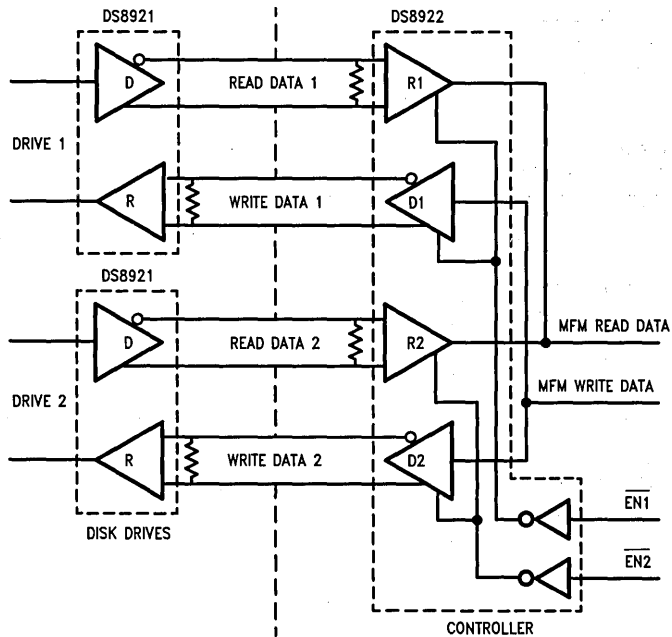 DS8921
DS8922
D
READ DATA 1
R1
DRIVE 1
R
WRITE DATA 1
D1
DS8921
D
READ DATA 2
R2
MFM READ DATA
MFM WRITE DATA
DRIVE 2
R
WRITE DATA 2
D2
DISK DRIVES
EN1
EN2
CONTROLLER